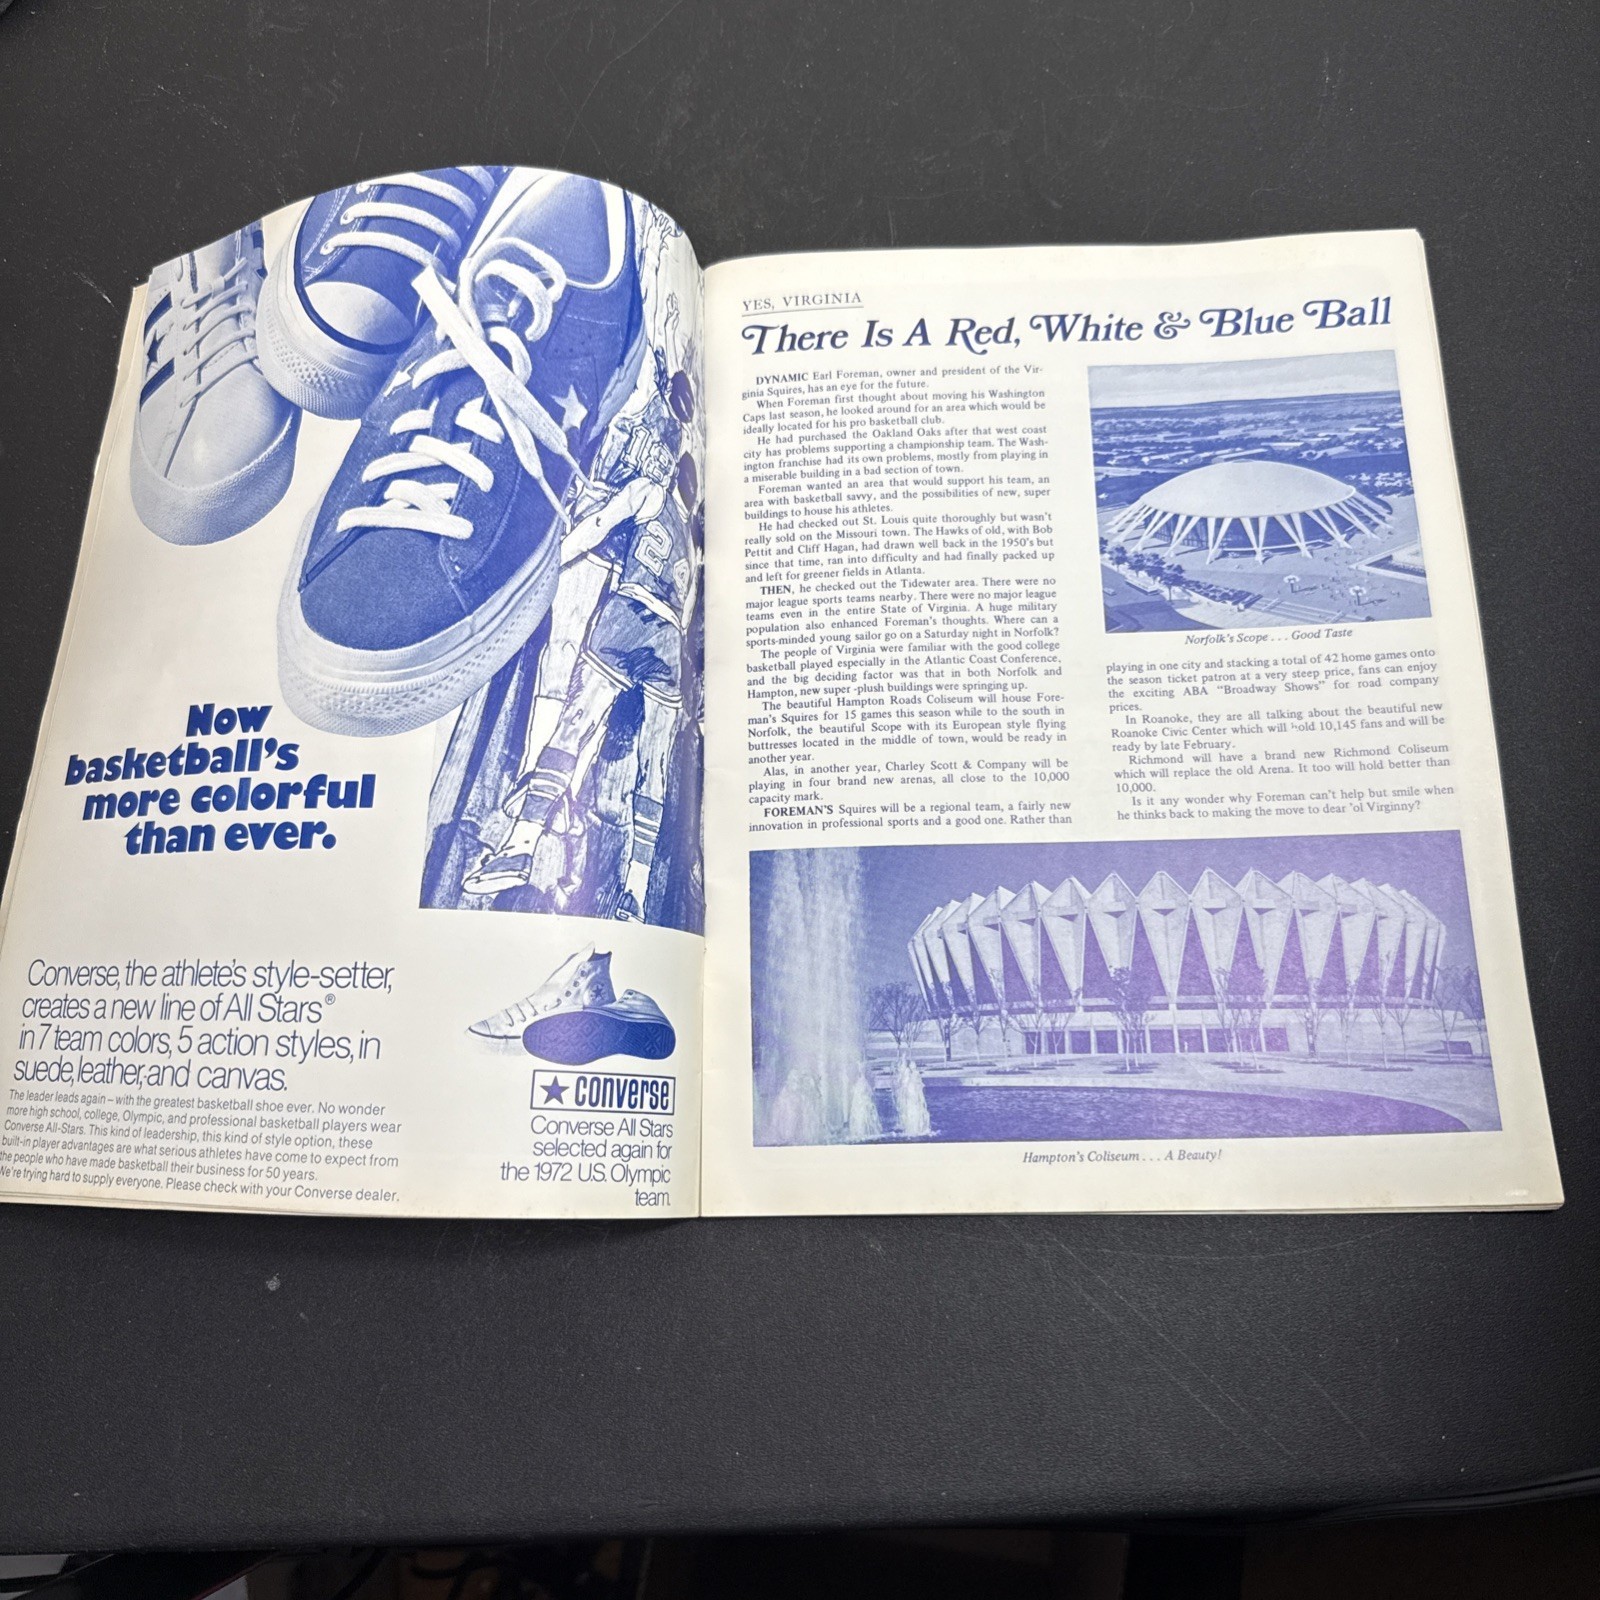 Now
basketball's
more colorful
than ever.
Converse, the athlete's style-setter,
creates a new line of All Stars®
in 7 team colors, 5 action styles, in
suede, leather, and canvas.
The leader leads again – with the greatest basketball shoe ever. No wonder
more high school, college, Olympic, and professional basketball players wear
Converse All-Stars. This kind of leadership, this kind of style option, these
built-in player advantages are what serious athletes have come to expect from
the people who have made basketball their business for 50 years.
We're trying hard to supply everyone. Please check with your Converse dealer.
★ converse
Converse All Stars
selected again for
the 1972 U.S. Olympic
team.
YES, VIRGINIA
There Is A Red, White & Blue Ball
DYNAMIC Earl Foreman, owner and president of the Vir-
ginia Squires, has an eye for the future.
When Foreman first thought about moving his Washington
Caps last season, he looked around for an area which would be
ideally located for his pro basketball club.
He had purchased the Oakland Oaks after that west coast
city has problems supporting a championship team. The Wash-
ington franchise had its own problems, mostly from playing in
a miserable building in a bad section of town.
Foreman wanted an area that would support his team, an
area with basketball savvy, and the possibilities of new, super
buildings to house his athletes.
He had checked out St. Louis quite thoroughly but wasn't
really sold on the Missouri town. The Hawks of old, with Bob
Pettit and Cliff Hagan, had drawn well back in the 1950's but
since that time, ran into difficulty and had finally packed up
and left for greener fields in Atlanta.
THEN, he checked out the Tidewater area. There were no
major league sports teams nearby. There were no major league
teams even in the entire State of Virginia. A huge military
population also enhanced Foreman's thoughts. Where can a
sports-minded young sailor go on a Saturday night in Norfolk?
The people of Virginia were familiar with the good college
basketball played especially in the Atlantic Coast Conference,
and the big deciding factor was that in both Norfolk and
Hampton, new super -plush buildings were springing up.
The beautiful Hampton Roads Coliseum will house Fore-
man's Squires for 15 games this season while to the south in
Norfolk, the beautiful Scope with its European style flying
buttresses located in the middle of town, would be ready in
another year.
Alas, in another year, Charley Scott & Company will be
playing in four brand new arenas, all close to the 10,000
capacity mark.
FOREMAN'S Squires will be a regional team, a fairly new
innovation in professional sports and a good one. Rather than
Norfolk's Scope . . . Good Taste
playing in one city and stacking a total of 42 home games onto
the season ticket patron at a very steep price, fans can enjoy
the exciting ABA "Broadway Shows" for road company
prices.
In Roanoke, they are all talking about the beautiful new
Roanoke Civic Center which will hold 10,145 fans and will be
ready by late February.
Richmond will have a brand new Richmond Coliseum
which will replace the old Arena. It too will hold better than
10,000.
Is it any wonder why Foreman can't help but smile when
he thinks back to making the move to dear 'ol Virginny?
Hampton's Coliseum . . . A Beauty!